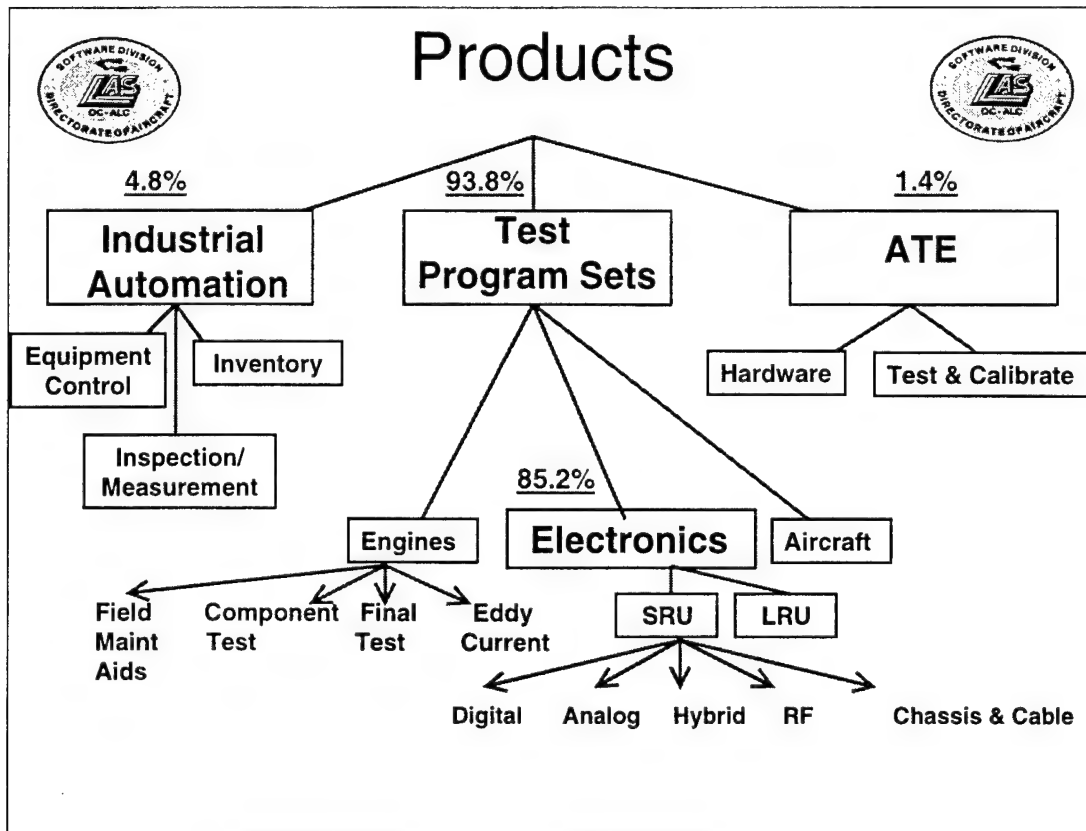 Products
SOFTWARE DIVISION
LAS
OC-ALC
DIRECTORATE OF AIRCRAFT
SOFTWARE DIVISION
LAS
OC-ALC
DIRECTORATE OF AIRCRAFT
4.8%
93.8%
1.4%
Industrial
Automation
Test
Program Sets
ATE
Equipment
Control
Inventory
Inspection/
Measurement
Hardware
Test & Calibrate
85.2%
Engines
Electronics
Aircraft
Field
Maint
Aids
Component
Test
Final
Test
Eddy
Current
SRU
LRU
Digital
Analog
Hybrid
RF
Chassis & Cable